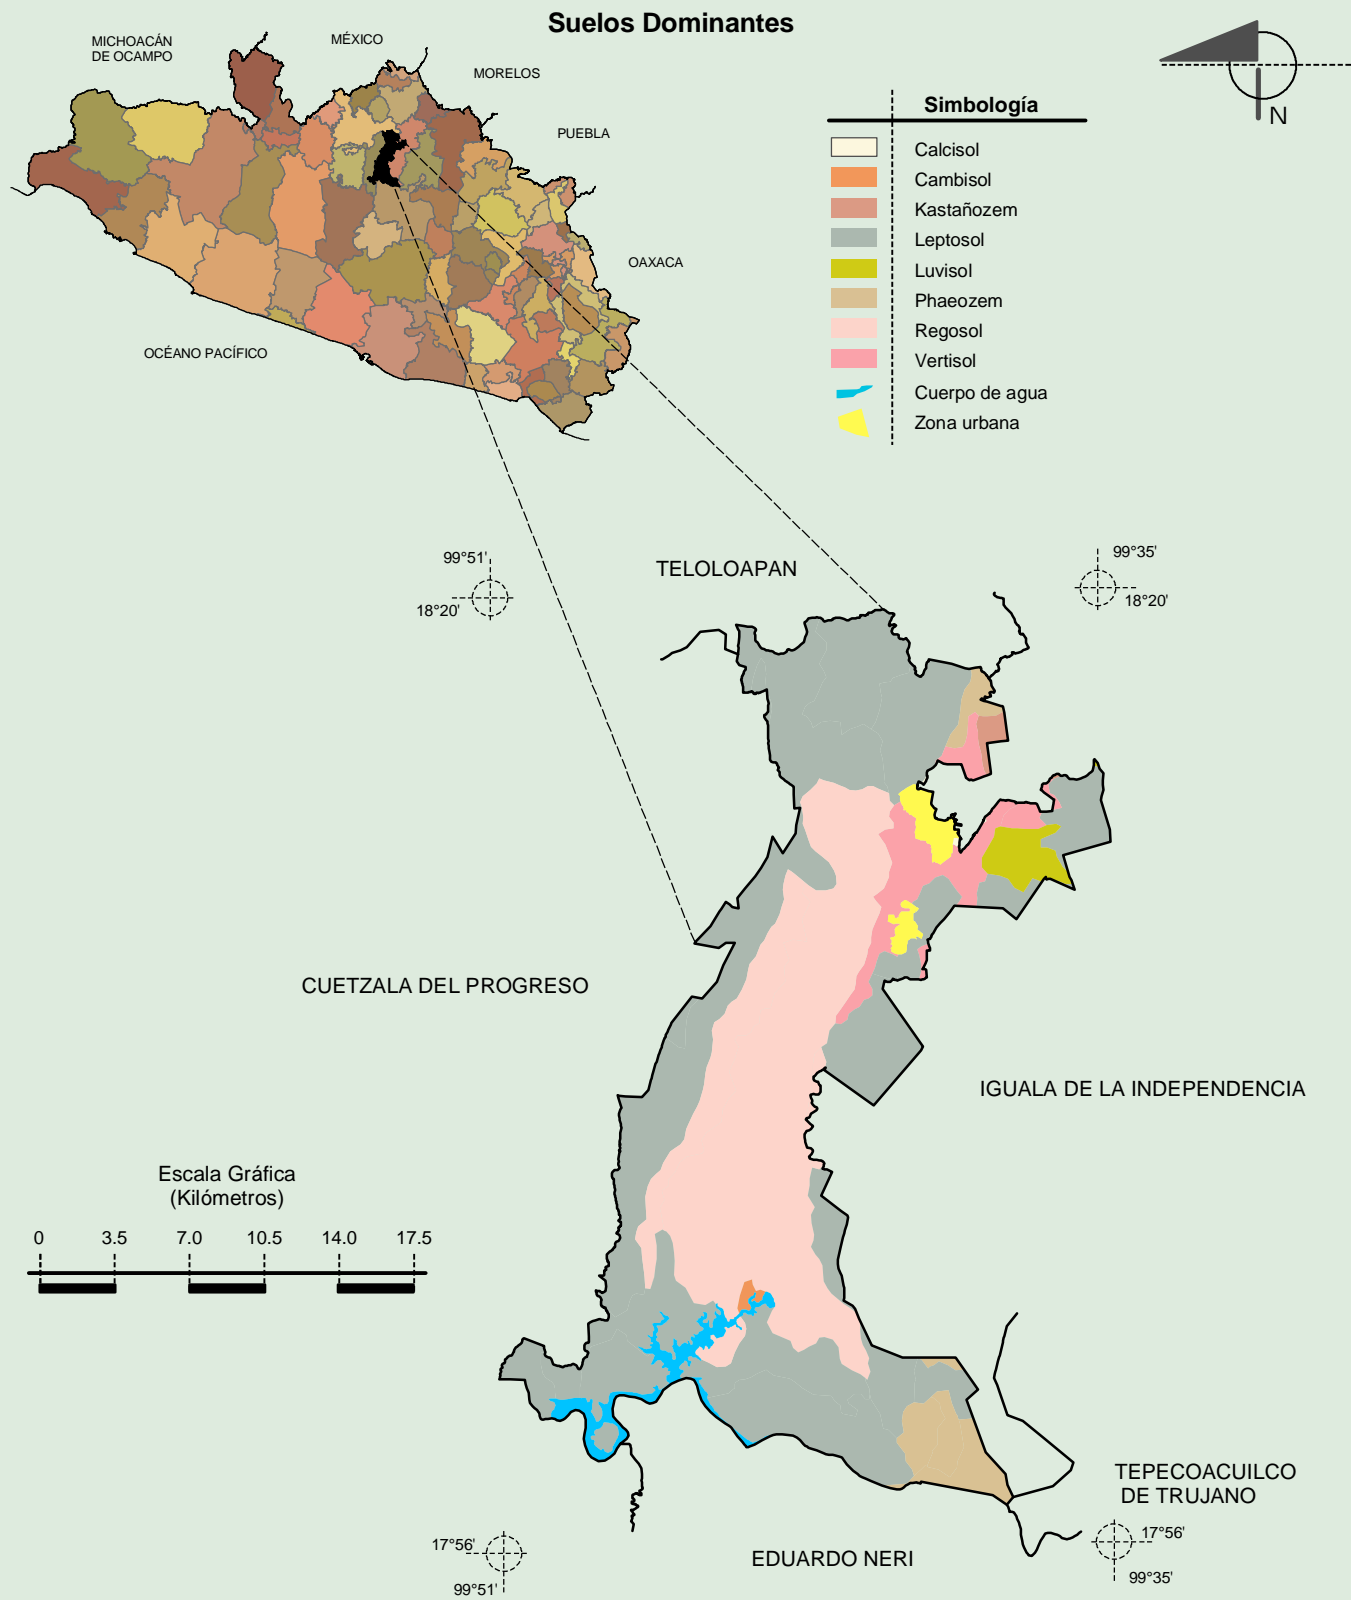 Suelos Dominantes
MICHOACÁN
DE OCAMPO
MÉXICO
MORELOS
PUEBLA
OAXACA
OCÉANO PACÍFICO
N
Simbología
Calcisol
Cambisol
Kastañozem
Leptosol
Luvisol
Phaeozem
Regosol
Vertisol
Cuerpo de agua
Zona urbana
99°51'
18°20'
TELOLOAPAN
99°35'
18°20'
CUETZALA DEL PROGRESO
IGUALA DE LA INDEPENDENCIA
Escala Gráfica
(Kilómetros)
0 3.5 7.0 10.5 14.0 17.5
TEPECOACUILCO
DE TRUJANO
EDUARDO NERI
17°56'
99°51'
17°56'
99°35'